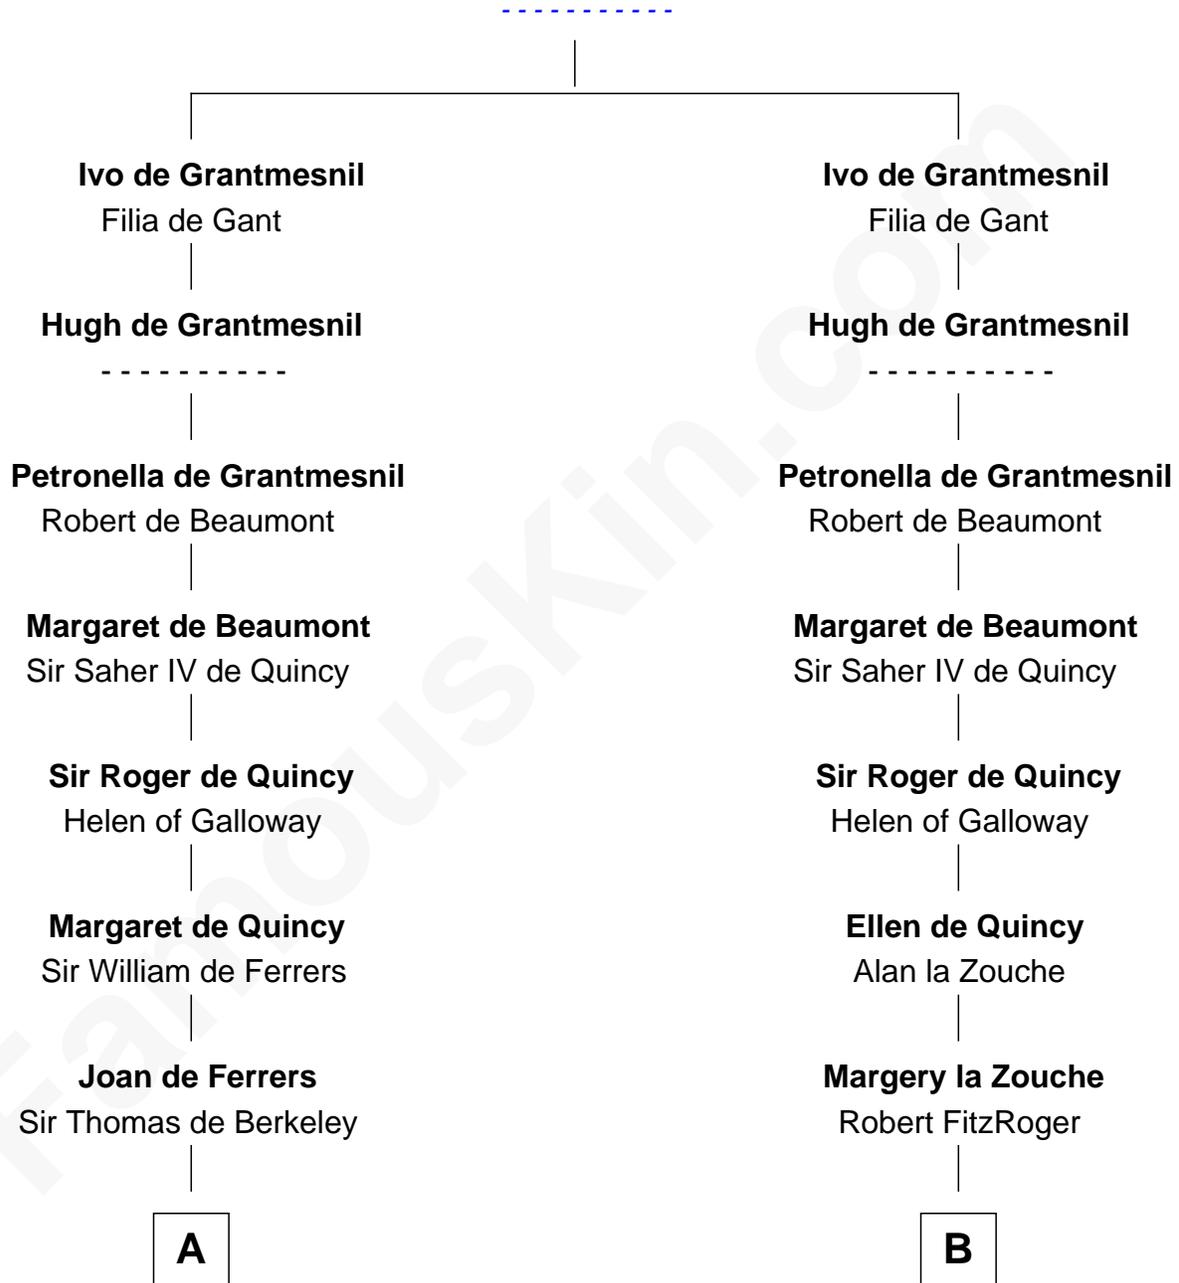 - - - - - - - - - - -
Ivo de Grantmesnil
Filia de Gant
Hugh de Grantmesnil
- - - - - - - - - -
Petronella de Grantmesnil
Robert de Beaumont
Margaret de Beaumont
Sir Saher IV de Quincy
Sir Roger de Quincy
Helen of Galloway
Margaret de Quincy
Sir William de Ferrers
Joan de Ferrers
Sir Thomas de Berkeley
A
Ivo de Grantmesnil
Filia de Gant
Hugh de Grantmesnil
- - - - - - - - - -
Petronella de Grantmesnil
Robert de Beaumont
Margaret de Beaumont
Sir Saher IV de Quincy
Sir Roger de Quincy
Helen of Galloway
Ellen de Quincy
Alan la Zouche
Margery la Zouche
Robert FitzRoger
B
FamousKin.com